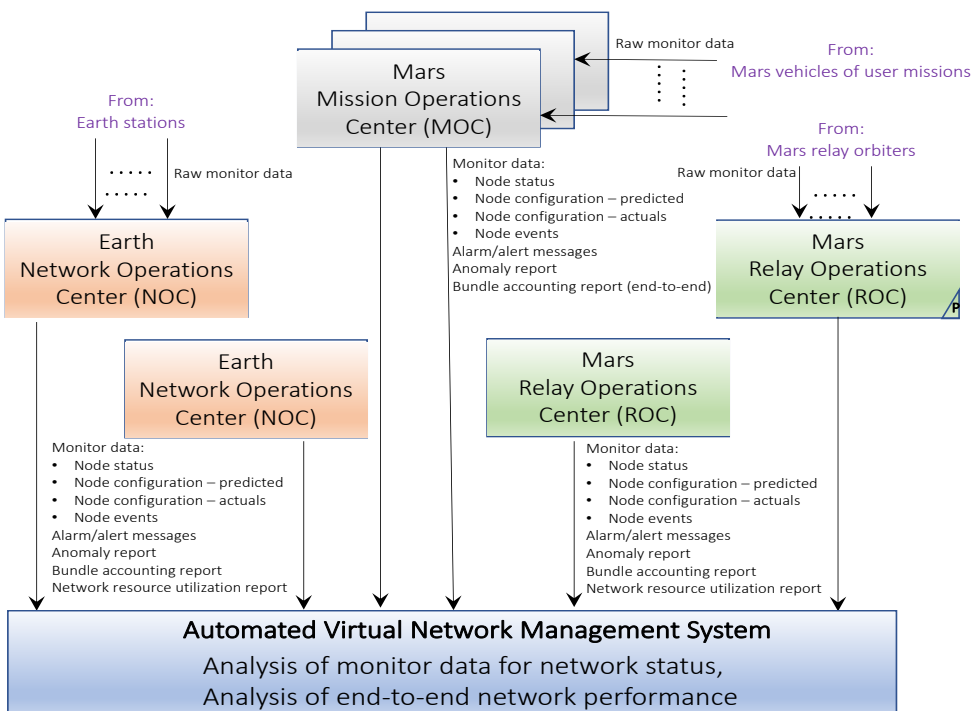 Raw monitor data
From:
Mars vehicles of user missions
Mars
Mission Operations
Center (MOC)
From:
Earth stations
Raw monitor data
From:
Mars relay orbiters
Raw monitor data
Monitor data:
• Node status
• Node configuration – predicted
• Node configuration – actuals
• Node events
Alarm/alert messages
Anomaly report
Bundle accounting report (end-to-end)
Earth
Network Operations
Center (NOC)
Mars
Relay Operations
Center (ROC)
P
Earth
Network Operations
Center (NOC)
Mars
Relay Operations
Center (ROC)
Monitor data:
• Node status
• Node configuration – predicted
• Node configuration – actuals
• Node events
Alarm/alert messages
Anomaly report
Bundle accounting report
Network resource utilization report
Monitor data:
• Node status
• Node configuration – predicted
• Node configuration – actuals
• Node events
Alarm/alert messages
Anomaly report
Bundle accounting report
Network resource utilization report
Automated Virtual Network Management System
Analysis of monitor data for network status,
Analysis of end-to-end network performance